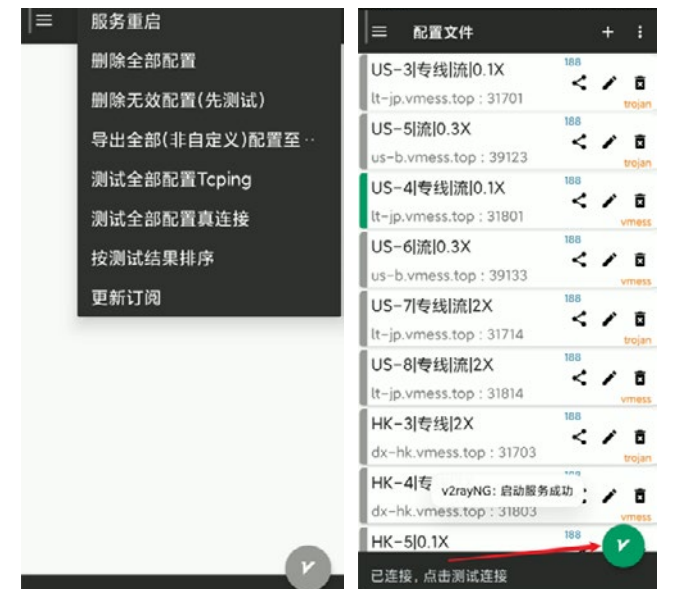 服务重启
删除全部配置
删除无效配置(先测试)
导出全部(非自定义)配置至··
测试全部配置Tcping
测试全部配置真连接
按测试结果排序
更新订阅
配置文件
US-3|专线|流|0.1X
188
lt-jp.vmess.top : 31701
trojan
US-5|流|0.3X
188
us-b.vmess.top : 39123
trojan
US-4|专线|流|0.1X
188
lt-jp.vmess.top : 31801
vmess
US-6|流|0.3X
188
us-b.vmess.top : 39133
vmess
US-7|专线|流|2X
188
lt-jp.vmess.top : 31714
trojan
US-8|专线|流|2X
188
lt-jp.vmess.top : 31814
vmess
HK-3|专线|2X
188
dx-hk.vmess.top : 31703
trojan
HK-4|专
v2rayNG: 启动服务成功
dx-hk.vmess.top : 31803
vmess
HK-5|0.1X
188
已连接，点击测试连接